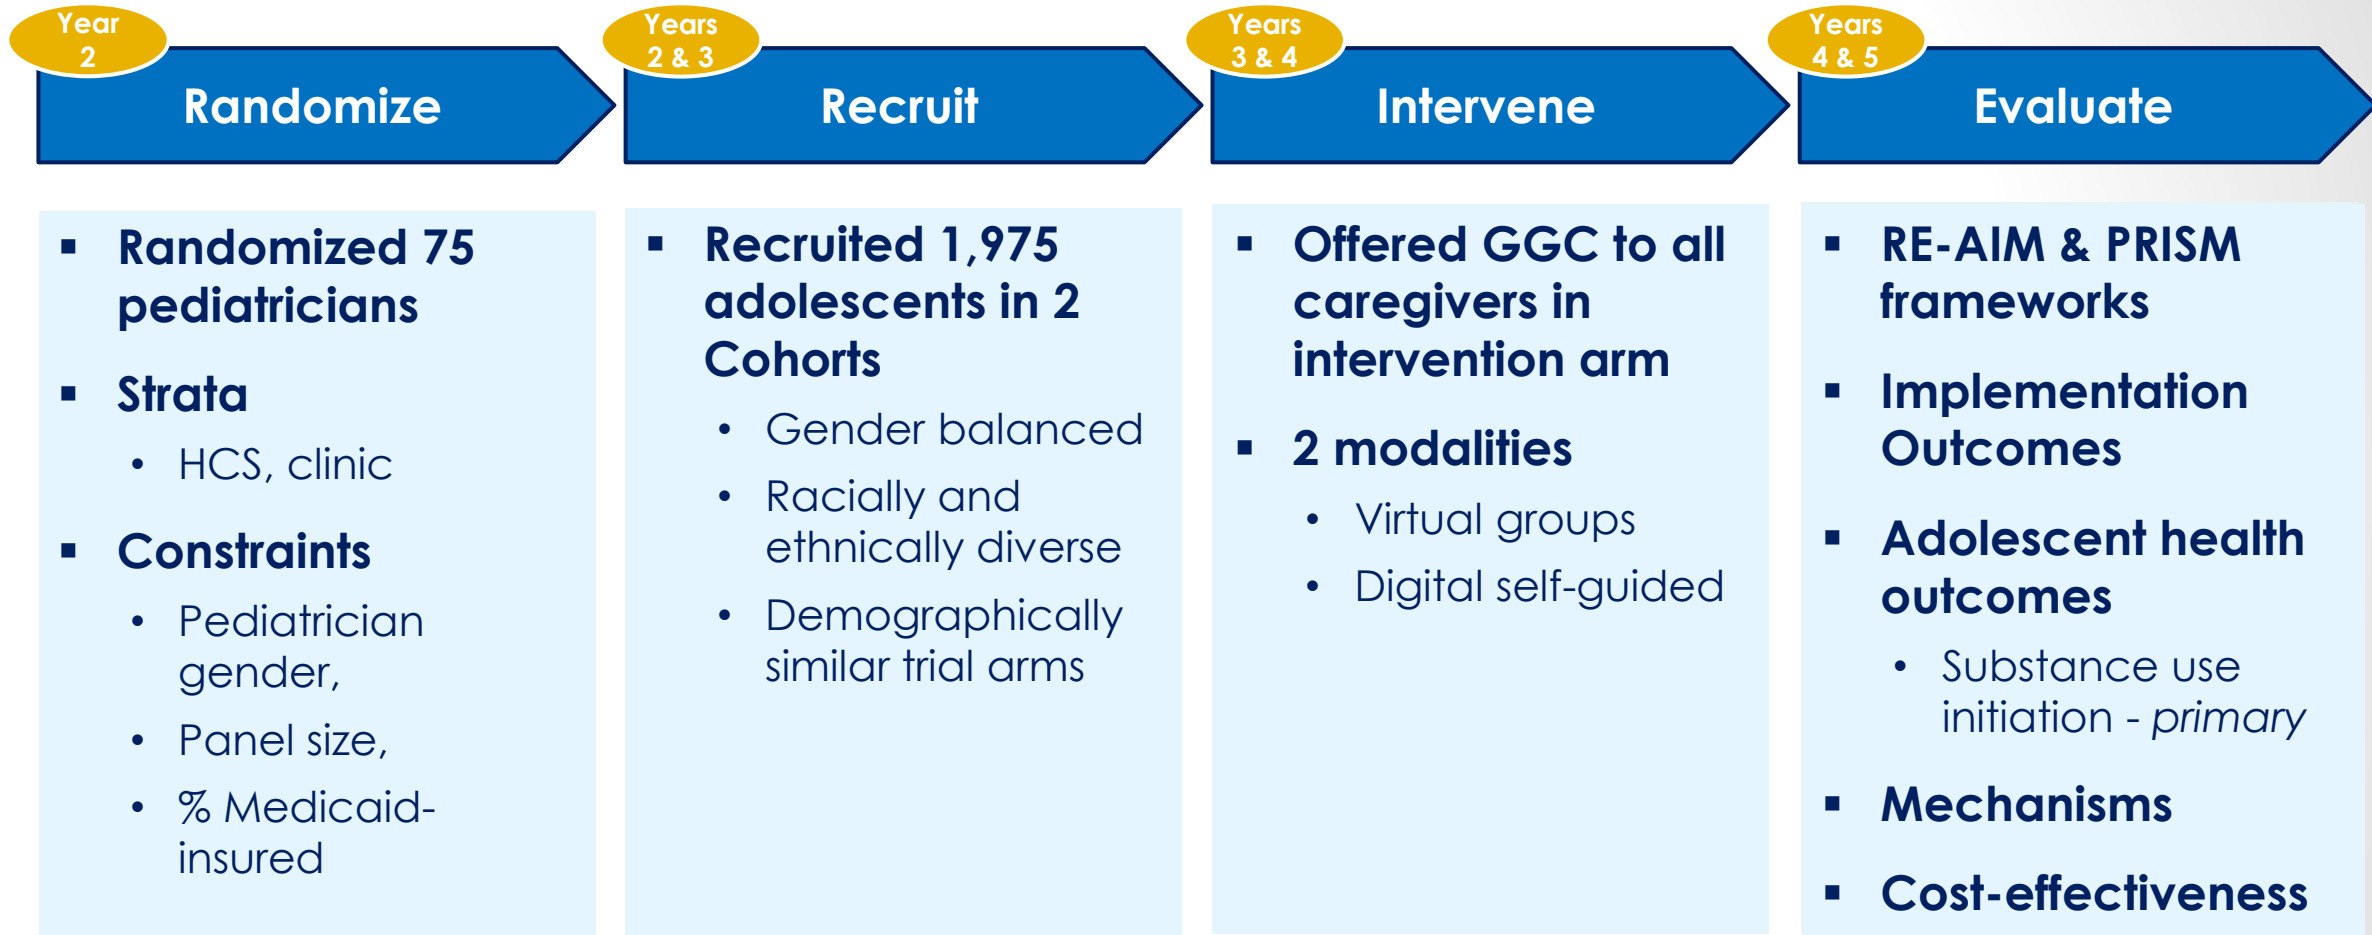 Year
2
Randomize
▪ Randomized 75
pediatricians
▪ Strata
• HCS, clinic
▪ Constraints
• Pediatrician
gender,
• Panel size,
• % Medicaid-
insured
Years
2 & 3
Recruit
▪ Recruited 1,975
adolescents in 2
Cohorts
• Gender balanced
• Racially and
ethnically diverse
• Demographically
similar trial arms
Years
3 & 4
Intervene
▪ Offered GGC to all
caregivers in
intervention arm
▪ 2 modalities
• Virtual groups
• Digital self-guided
Years
4 & 5
Evaluate
▪ RE-AIM & PRISM
frameworks
▪ Implementation
Outcomes
▪ Adolescent health
outcomes
• Substance use
initiation - primary
▪ Mechanisms
▪ Cost-effectiveness